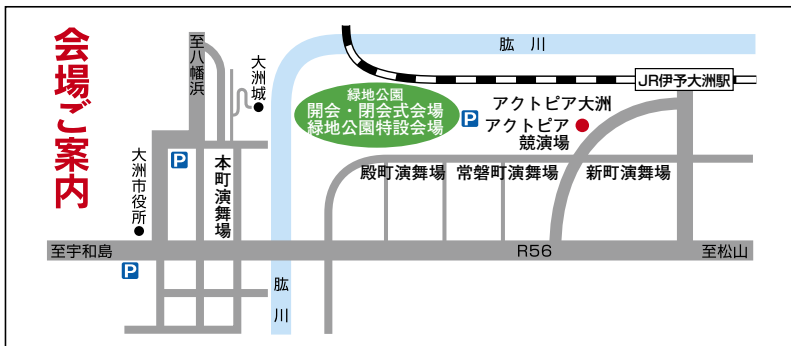 会場ご案内
至八幡浜
大洲城
肱川
JR伊予大洲駅
緑地公園
開会・閉会式会場
緑地公園特設会場
P
アクトピア大洲
アクトピア
競演場
P
大洲市役所
本町演舞場
殿町演舞場
常磐町演舞場
新町演舞場
至宇和島
R56
至松山
P
肱川